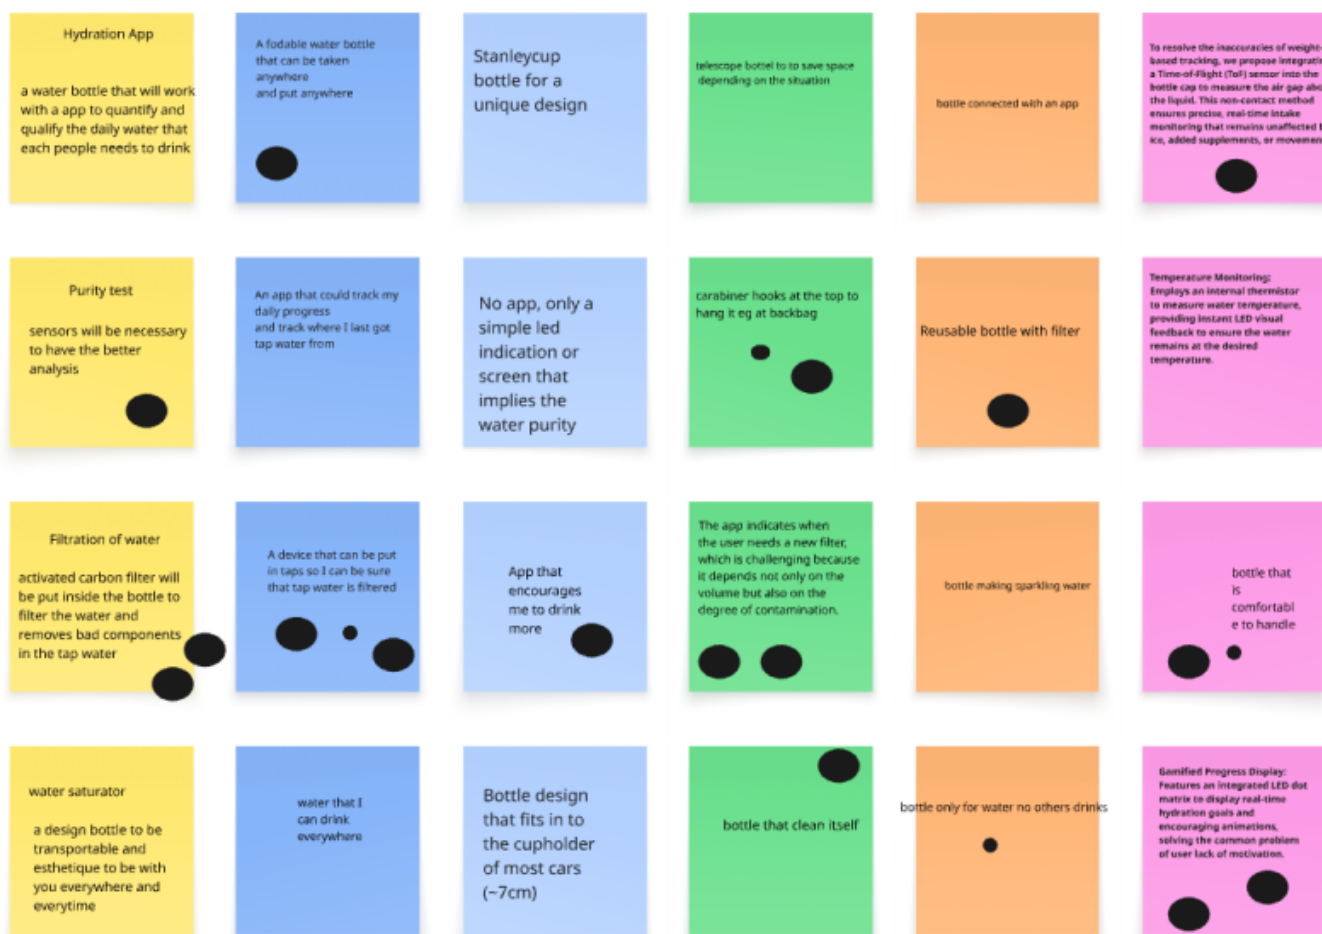 Hydration App
a water bottle that will work
with a app to quantify and
qualify the daily water that
each people needs to drink
A fodable water bottle
that can be taken
anywhere
and put anywhere
Stanleycup
bottle for a
unique design
telescope bottel to to save space
depending on the situation
bottle connected with an app
To resolve the inaccuracies of weight-
based tracking, we propose integrating
a Time-of-Flight (ToF) sensor into the
bottle cap to measure the air gap above
the liquid. This non-contact method
ensures precise, real-time intake
monitoring that remains unaffected
ice, added supplements, or movement
Purity test
sensors will be necessary
to have the better
analysis
An app that could track my
daily progress
and track where I last got
tap water from
No app, only a
simple led
indication or
screen that
implies the
water purity
carabiner hooks at the top to
hang it eg at backbag
Reusable bottle with filter
Temperature Monitoring:
Employs an internal thermistor
to measure water temperature,
providing instant LED visual
feedback to ensure the water
remains at the desired
temperature.
Filtration of water
activated carbon filter will
be put inside the bottle to
filter the water and
removes bad components
in the tap water
A device that can be put
in taps so I can be sure
that tap water is filtered
App that
encourages
me to drink
more
The app indicates when
the user needs a new filter,
which is challenging because
it depends not only on the
volume but also on the
degree of contamination.
bottle making sparkling water
bottle that
is
comfortabl
e to handle
water saturator
a design bottle to be
transportable and
esthetique to be with
you everywhere and
everytime
water that I
can drink
everywhere
Bottle design
that fits in to
the cupholder
of most cars
(~7cm)
bottle that clean itself
bottle only for water no others drinks
Gamified Progress Display:
Features an integrated LED dot
matrix to display real-time
hydration goals and
encouraging animations,
solving the common problem
of user lack of motivation.